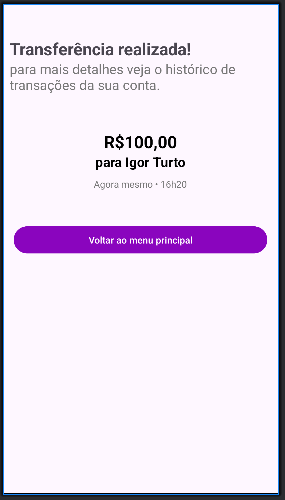 Transferência realizada!
para mais detalhes veja o histórico de
transações da sua conta.
R$100,00
para Igor Turto
Agora mesmo • 16h20
Voltar ao menu principal